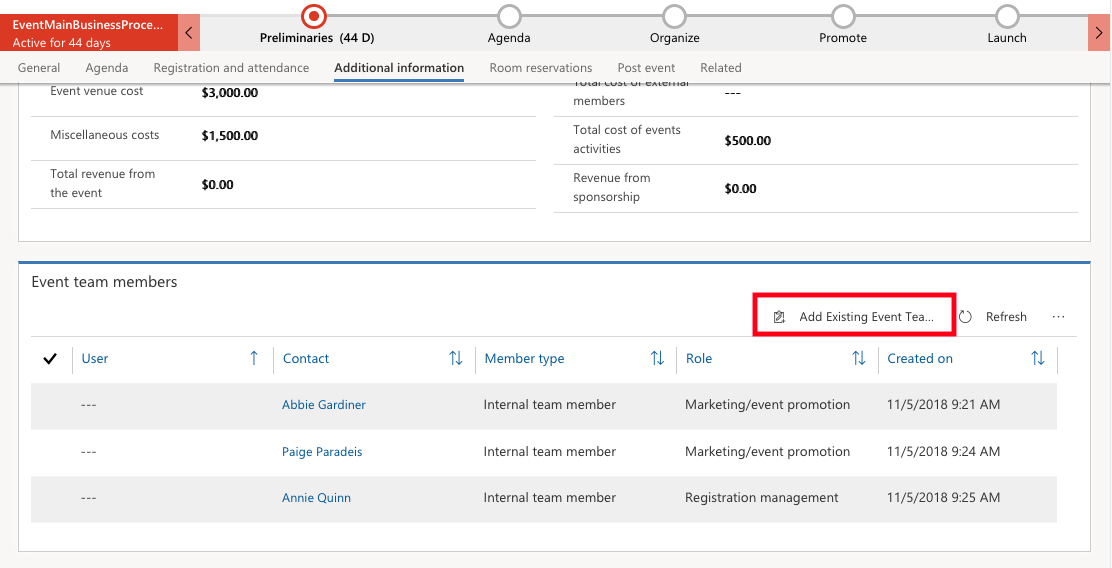 EventMainBusinessProce...
Active for 44 days
Preliminaries (44 D)
Agenda
Organize
Promote
Launch
General
Agenda
Registration and attendance
Additional information
Room reservations
Post event
Related
Event venue cost
$3,000.00
Total cost of external
members
---
Miscellaneous costs
$1,500.00
Total cost of events
activities
$500.00
Total revenue from
the event
$0.00
Revenue from
sponsorship
$0.00
Event team members
Add Existing Event Tea...
Refresh
...
User
Contact
Member type
Role
Created on
--- Abbie Gardiner Internal team member Marketing/event promotion 11/5/2018 9:21 AM
--- Paige Paradeis Internal team member Marketing/event promotion 11/5/2018 9:24 AM
--- Annie Quinn Internal team member Registration management 11/5/2018 9:25 AM